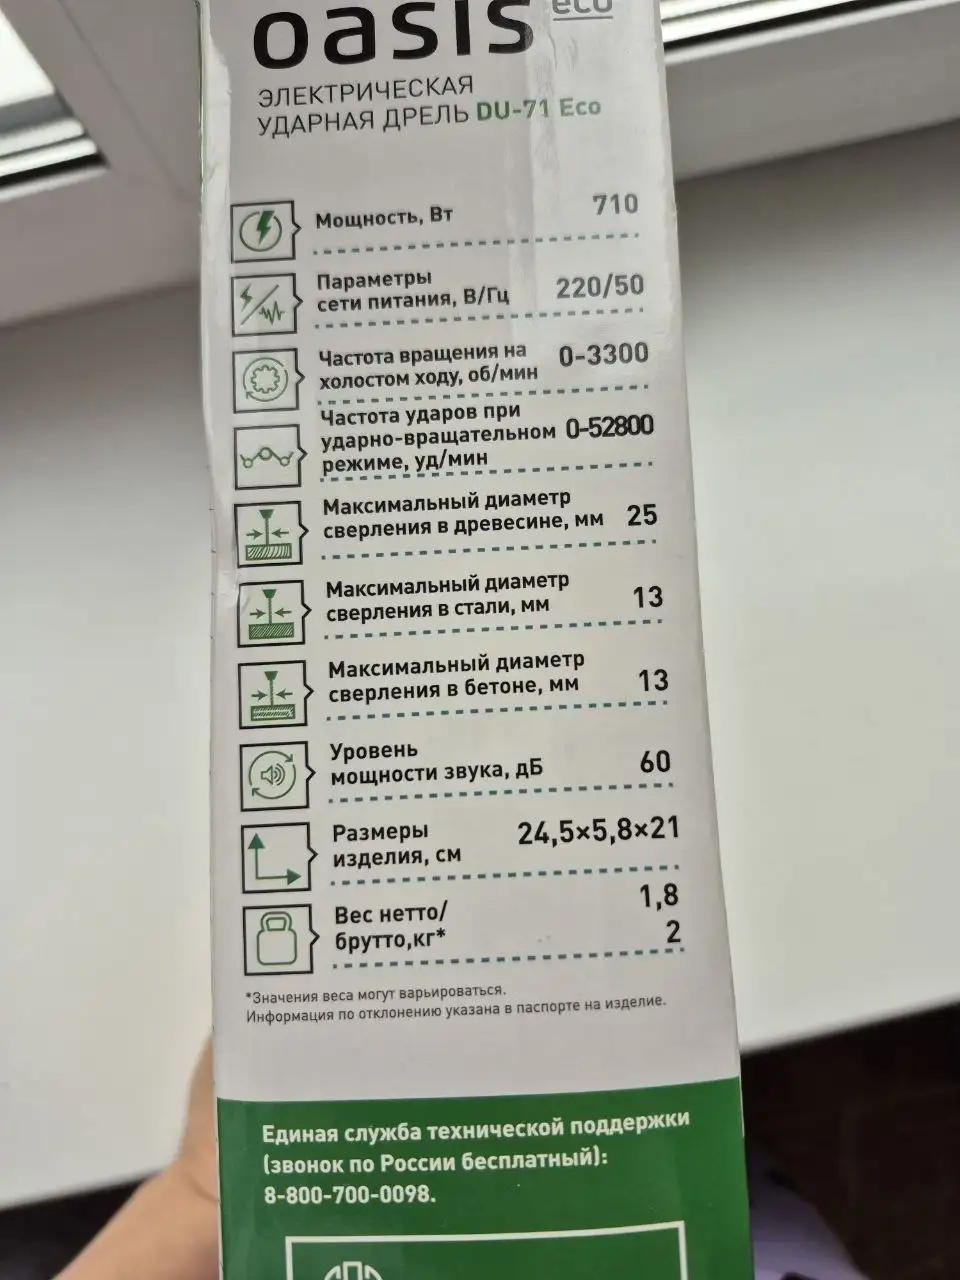 oasis eco
ЭЛЕКТРИЧЕСКАЯ
УДАРНАЯ ДРЕЛЬ DU-71 Eco
Мощность, Вт 710
Параметры
сети питания, В/Гц 220/50
Частота вращения на
холостом ходу, об/мин 0-3300
Частота ударов при
ударно-вращательном 0-52800
режиме, уд/мин
Максимальный диаметр
сверления в древесине, мм 25
Максимальный диаметр
сверления в стали, мм 13
Максимальный диаметр
сверления в бетоне, мм 13
Уровень
мощности звука, дБ 60
Размеры
изделия, см 24,5×5,8×21
Вес нетто/ 1,8
брутто,кг* 2
*Значения веса могут варьироваться.
Информация по отклонению указана в паспорте на изделие.
Единая служба технической поддержки
(звонок по России бесплатный):
8-800-700-0098.